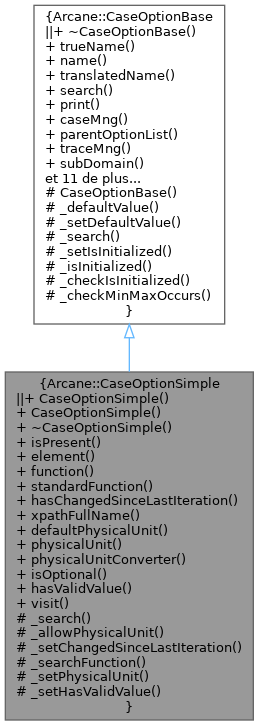 {Arcane::CaseOptionBase
||+ ~CaseOptionBase()
+ trueName()
+ name()
+ translatedName()
+ search()
+ print()
+ caseMng()
+ parentOptionList()
+ traceMng()
+ subDomain()
et 11 de plus...
# CaseOptionBase()
# _defaultValue()
# _setDefaultValue()
# _search()
# _setIsInitialized()
# _isInitialized()
# _checkIsInitialized()
# _checkMinMaxOccurs()
}
{Arcane::CaseOptionSimple
||+ CaseOptionSimple()
+ CaseOptionSimple()
+ ~CaseOptionSimple()
+ isPresent()
+ element()
+ function()
+ standardFunction()
+ hasChangedSinceLastIteration()
+ xpathFullName()
+ defaultPhysicalUnit()
+ physicalUnit()
+ physicalUnitConverter()
+ isOptional()
+ hasValidValue()
+ visit()
# _search()
# _allowPhysicalUnit()
# _setChangedSinceLastIteration()
# _searchFunction()
# _setPhysicalUnit()
# _setHasValidValue()
}